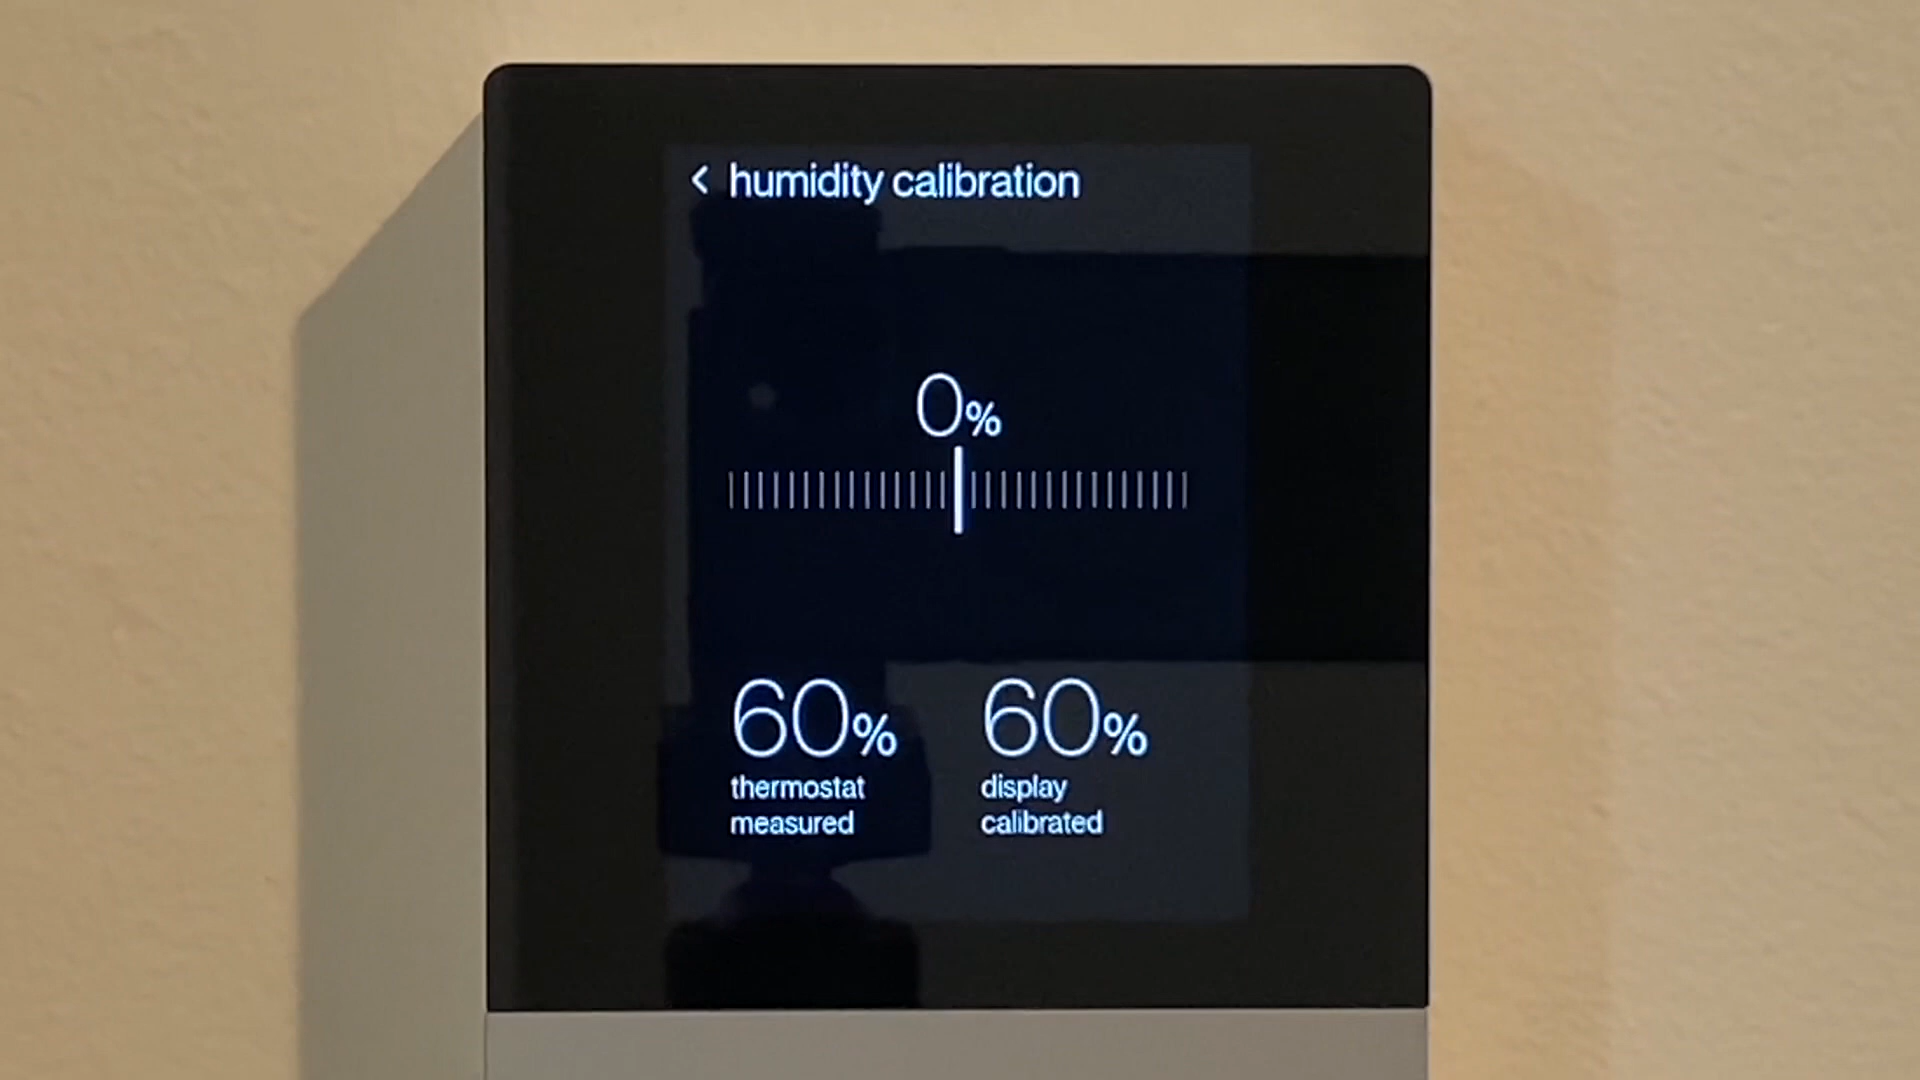 < humidity calibration
0%
60% 60%
thermostat display
measured calibrated